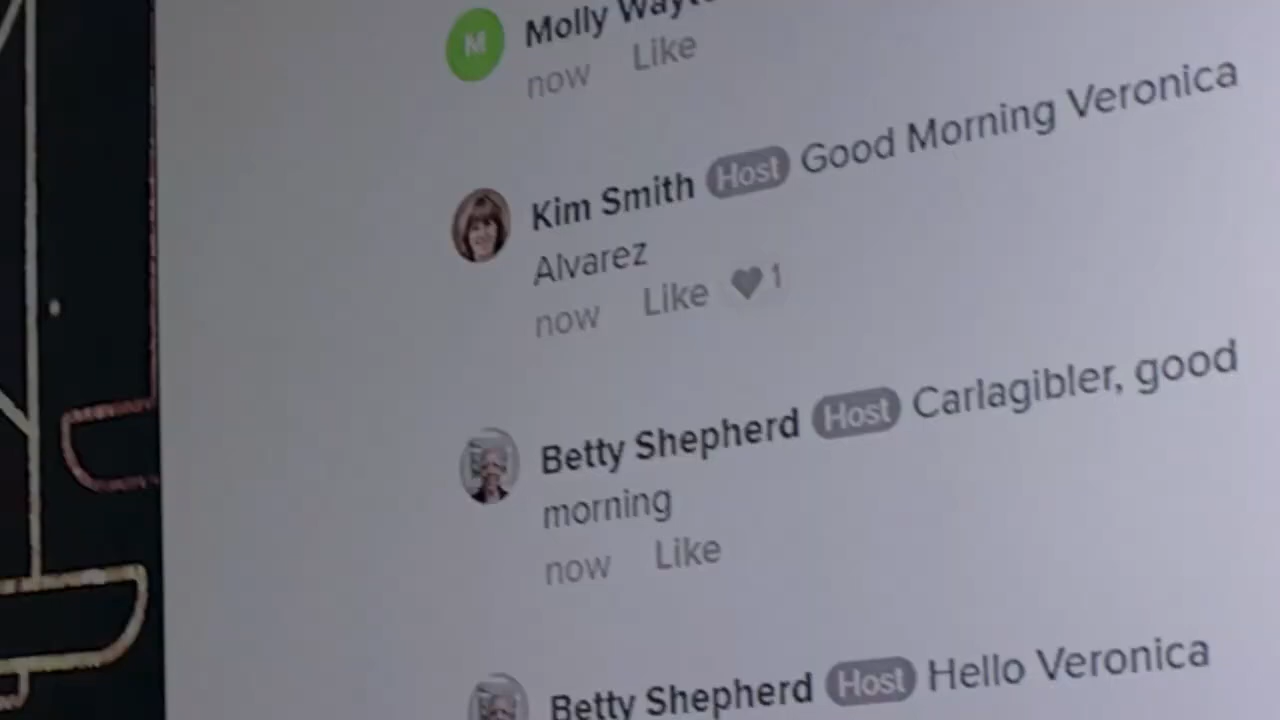 M
Molly
now Like
Kim Smith Host Good Morning Veronica
Alvarez
now Like 1
Betty Shepherd Host Carlagibler, good
morning
now Like
Betty Shepherd Host Hello Veronica